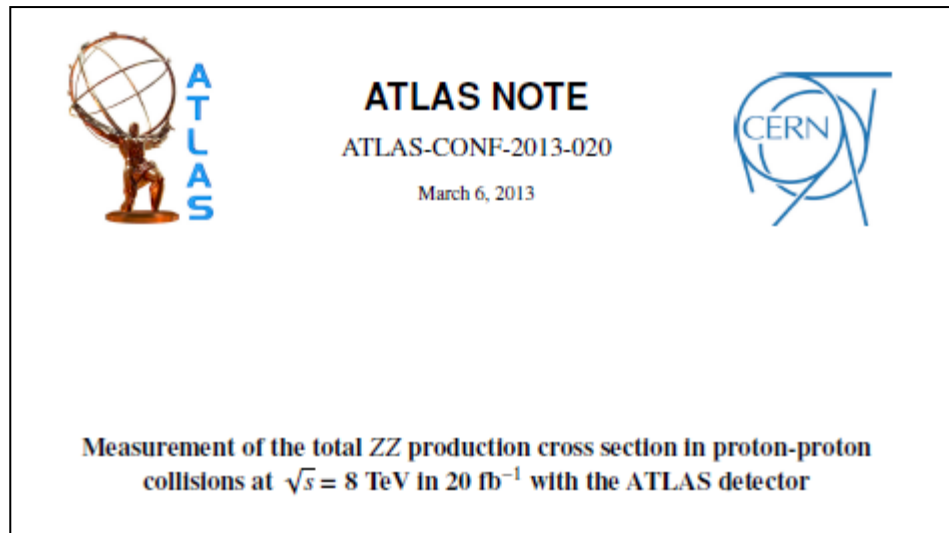 ATLAS
ATLAS NOTE
ATLAS-CONF-2013-020
March 6, 2013
CERN
Measurement of the total ZZ production cross section in proton-proton
collisions at √s = 8 TeV in 20 fb⁻¹ with the ATLAS detector